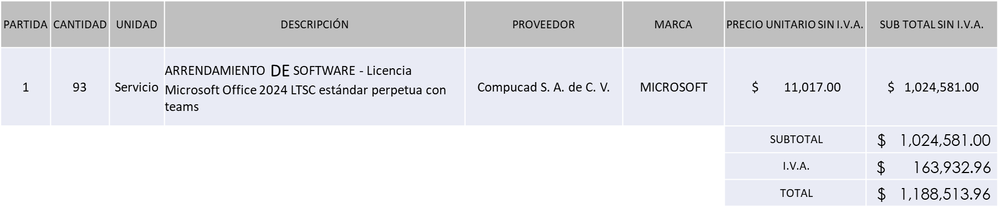 PARTIDA CANTIDAD UNIDAD DESCRIPCIÓN PROVEEDOR MARCA PRECIO UNITARIO SIN I.V.A. SUB TOTAL SIN I.V.A.
ARRENDAMIENTO DE SOFTWARE - Licencia
1 93 Servicio Microsoft Office 2024 LTSC estándar perpetua con Compucad S. A. de C. V. MICROSOFT $ 11,017.00 $ 1,024,581.00
teams
SUBTOTAL $ 1,024,581.00
I.V.A. $ 163,932.96
TOTAL $ 1,188,513.96